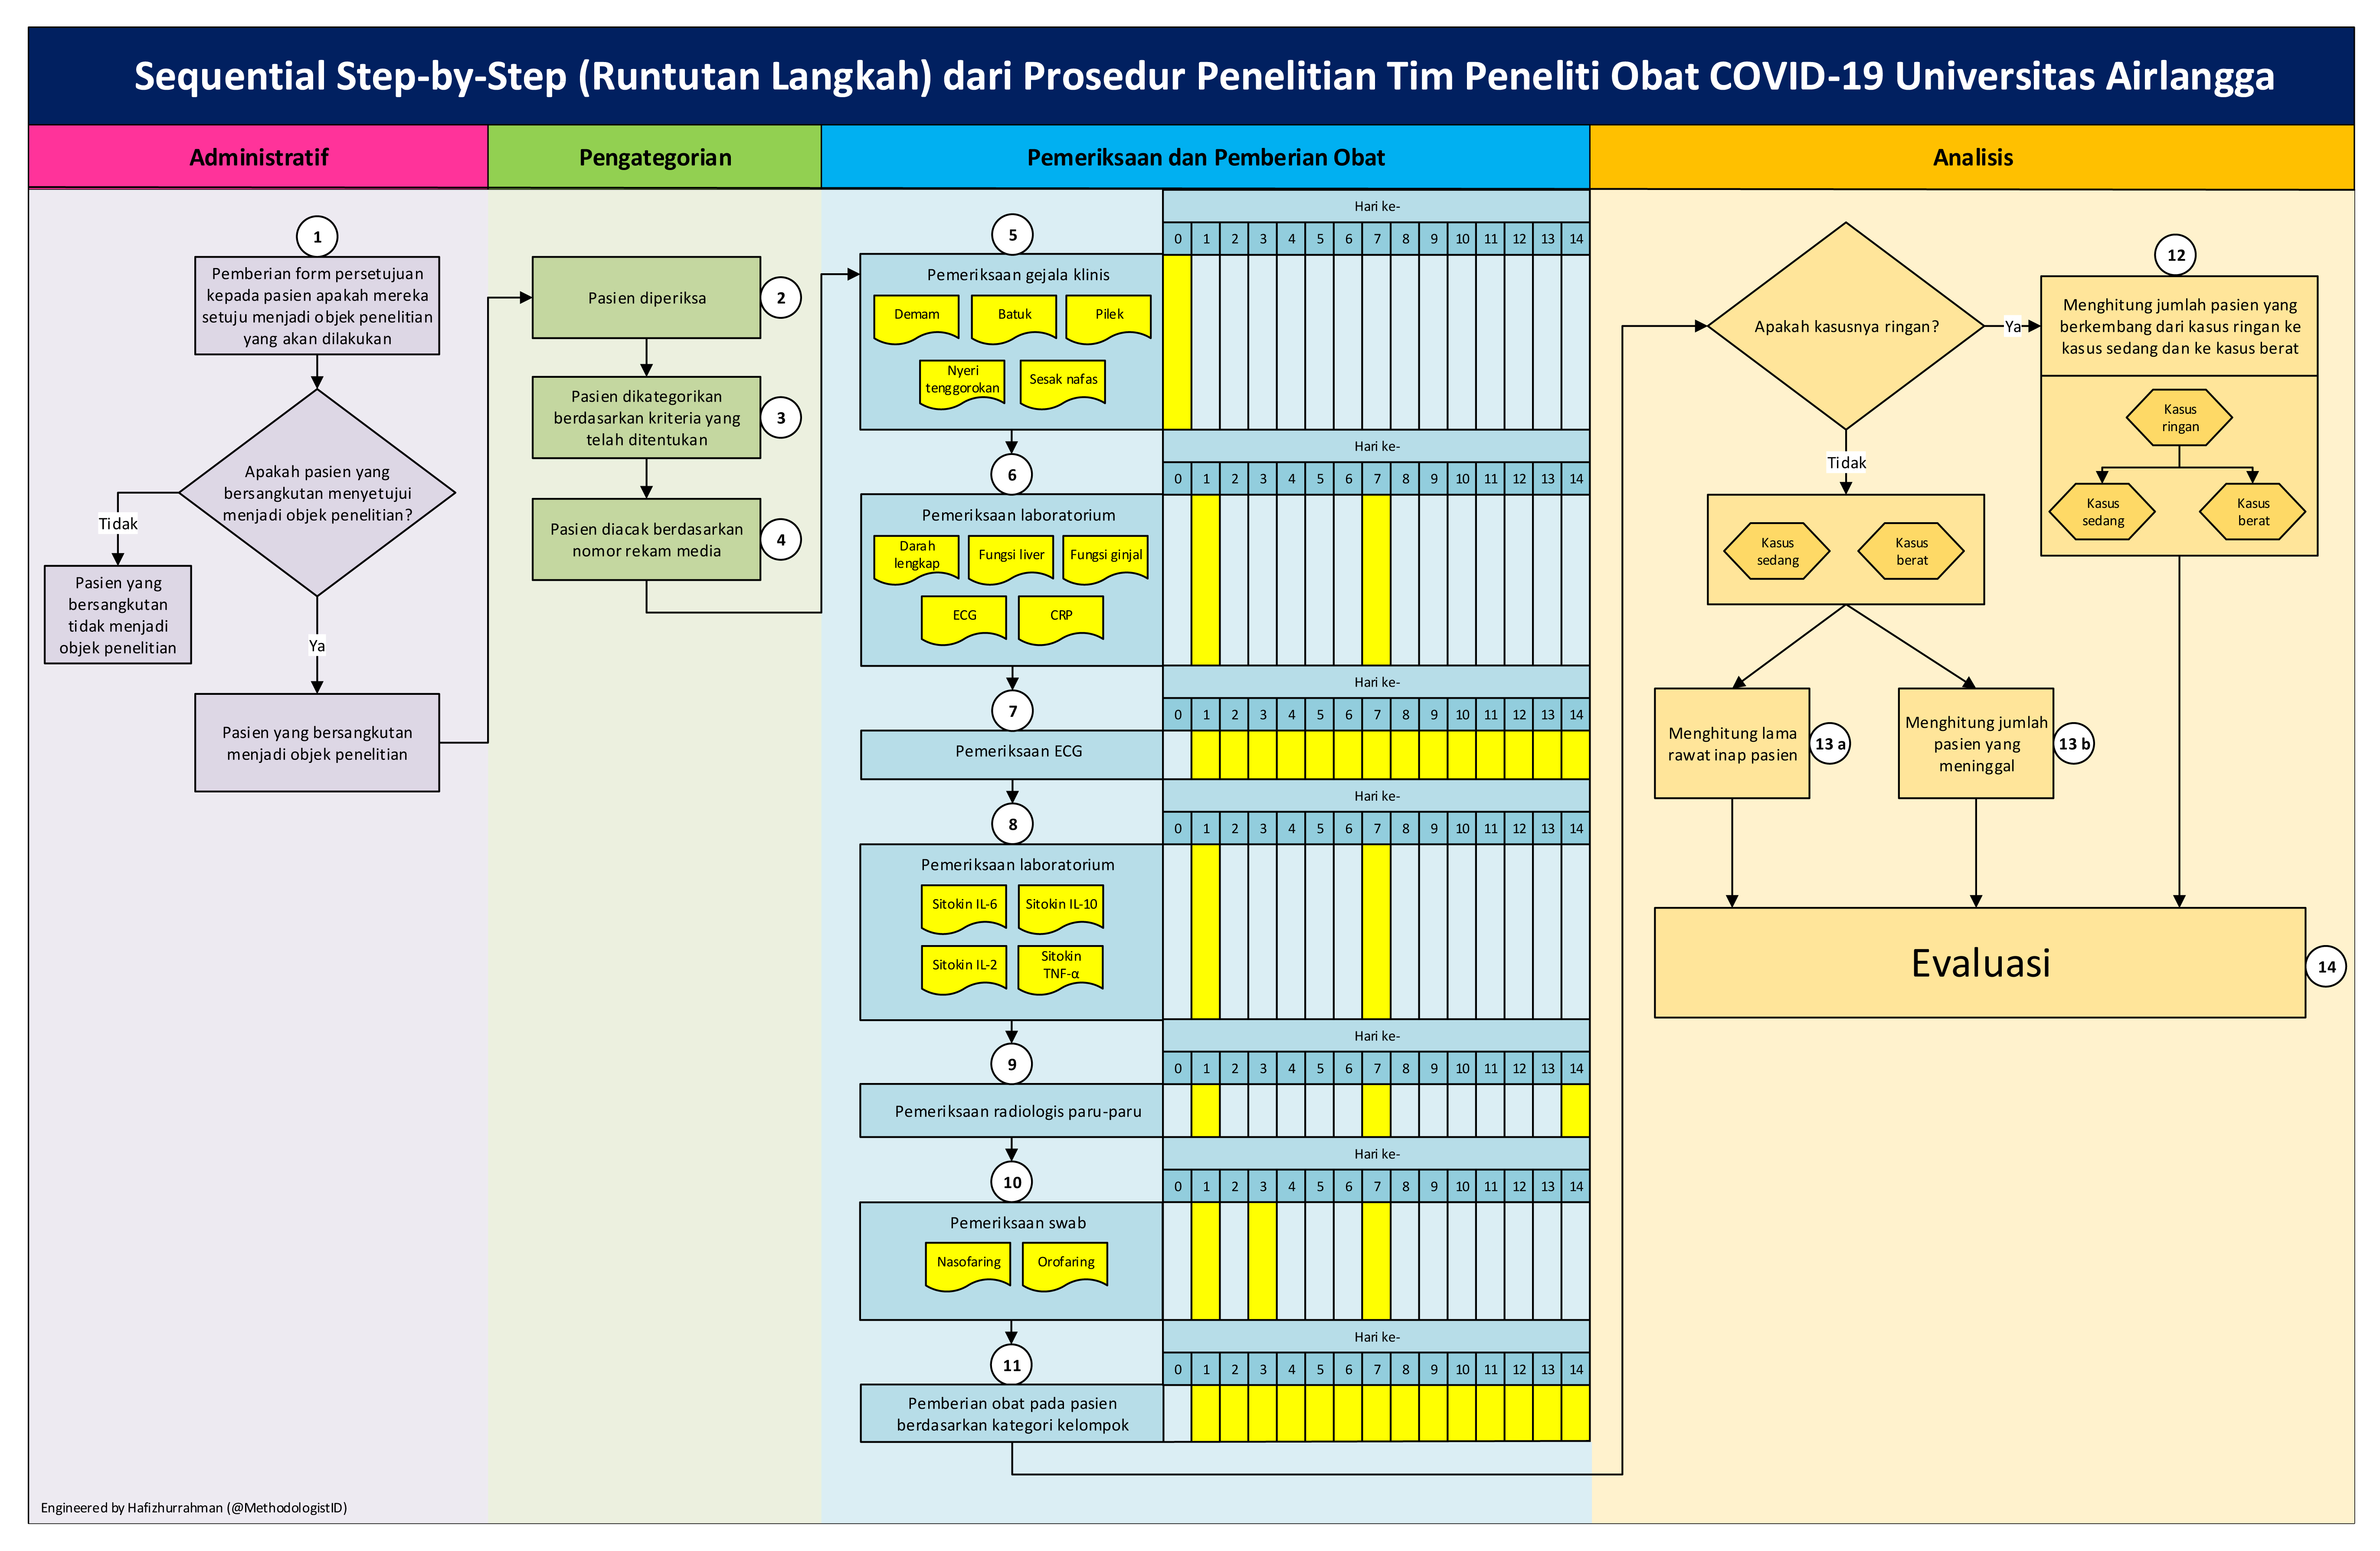 Sequential Step-by-Step (Runtutan Langkah) dari Prosedur Penelitian Tim Peneliti Obat COVID-19 Universitas Airlangga
Administratif
Pengategorian
Pemeriksaan dan Pemberian Obat
Analisis
1
Pemberian form persetujuan
kepada pasien apakah mereka
setuju menjadi objek penelitian
yang akan dilakukan
Apakah pasien yang
bersangkutan menyetujui
menjadi objek penelitian?
Tidak
Pasien yang
bersangkutan
tidak menjadi
objek penelitian
Ya
Pasien yang bersangkutan
menjadi objek penelitian
Pasien diperiksa
2
Pasien dikategorikan
berdasarkan kriteria yang
telah ditentukan
3
Pasien diacak berdasarkan
nomor rekam media
4
5
Pemeriksaan gejala klinis
Demam
Batuk
Pilek
Nyeri
tenggorokan
Sesak nafas
Hari ke-
0 1 2 3 4 5 6 7 8 9 10 11 12 13 14
6
Pemeriksaan laboratorium
Darah
lengkap
Fungsi liver
Fungsi ginjal
ECG
CRP
Hari ke-
0 1 2 3 4 5 6 7 8 9 10 11 12 13 14
7
Pemeriksaan ECG
Hari ke-
0 1 2 3 4 5 6 7 8 9 10 11 12 13 14
8
Pemeriksaan laboratorium
Sitokin IL-6
Sitokin IL-10
Sitokin IL-2
Sitokin
TNF-α
Hari ke-
0 1 2 3 4 5 6 7 8 9 10 11 12 13 14
9
Pemeriksaan radiologis paru-paru
Hari ke-
0 1 2 3 4 5 6 7 8 9 10 11 12 13 14
10
Pemeriksaan swab
Nasofaring
Orofaring
Hari ke-
0 1 2 3 4 5 6 7 8 9 10 11 12 13 14
11
Pemberian obat pada pasien
berdasarkan kategori kelompok
Hari ke-
0 1 2 3 4 5 6 7 8 9 10 11 12 13 14
Apakah kasusnya ringan?
Ya
12
Menghitung jumlah pasien yang
berkembang dari kasus ringan ke
kasus sedang dan ke kasus berat
Kasus
ringan
Kasus
sedang
Kasus
berat
Tidak
Kasus
sedang
Kasus
berat
Menghitung lama
rawat inap pasien
13 a
Menghitung jumlah
pasien yang
meninggal
13 b
Evaluasi
14
Engineered by Hafizhurrahman (@MethodologistID)